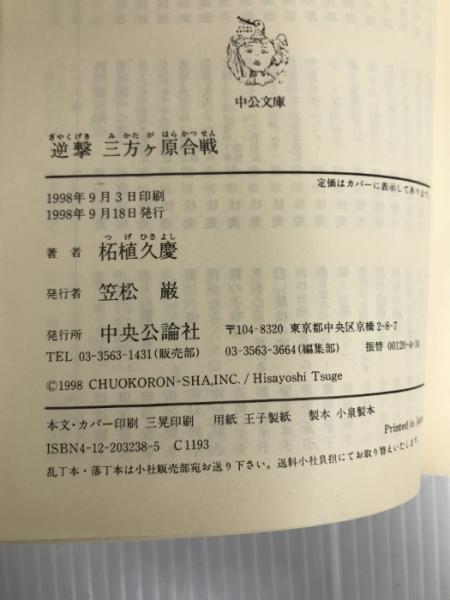 中公文庫
ぎゃくげき みかたがはらかつせん
逆撃 三方ヶ原合戦
定価はカバーに表示してあります。
1998年9月3日印刷
1998年9月18日発行
つげひさよし
著者 柘植久慶
発行者 笠松 巌
発行所 中央公論社 〒104-8320 東京都中央区京橋2-8-7
TEL 03-3563-1431(販売部) 03-3563-3664(編集部) 振替 00120-4-34
©1998 CHUOKORON-SHA,INC. / Hisayoshi Tsuge
本文・カバー印刷 三晃印刷 用紙 王子製紙 製本 小泉製本
ISBN4-12-203238-5 C1193 Printed in
乱丁本・落丁本は小社販売部宛お送り下さい。送料小社負担にてお取り替えいたします。